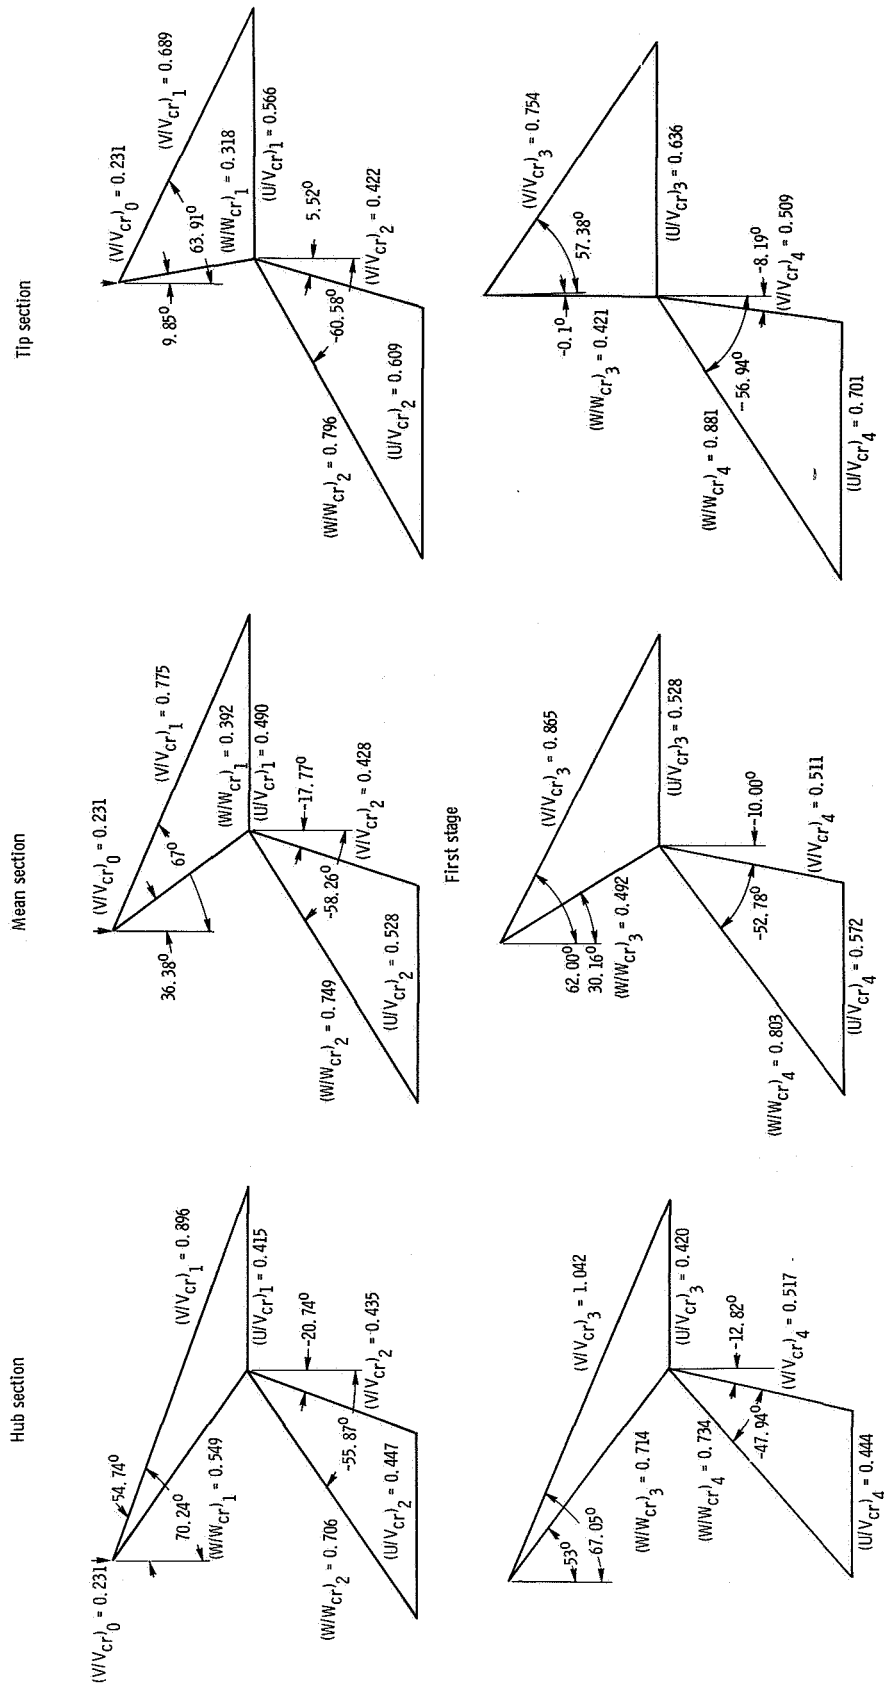 Hub section
Mean section
Tip section
(V/Vcr)0 = 0.231
54.74°
70.24°
(V/Vcr)1 = 0.896
(W/Wcr)1 = 0.549
(U/Vcr)1 = 0.415
-20.74°
(V/Vcr)2 = 0.435
-55.87°
(W/Wcr)2 = 0.706
(U/Vcr)2 = 0.447
(V/Vcr)0 = 0.231
(V/Vcr)1 = 0.775
67°
36.38°
(W/Wcr)1 = 0.392
(U/Vcr)1 = 0.490
-17.77°
(V/Vcr)2 = 0.428
-58.26°
(W/Wcr)2 = 0.749
(U/Vcr)2 = 0.528
(V/Vcr)0 = 0.231
(V/Vcr)1 = 0.689
9.85°
63.91°
(W/Wcr)1 = 0.318
(U/Vcr)1 = 0.566
5.52°
(V/Vcr)2 = 0.422
-60.58°
(W/Wcr)2 = 0.796
(U/Vcr)2 = 0.609
First stage
(V/Vcr)3 = 1.042
53°
67.05°
(W/Wcr)3 = 0.714
(U/Vcr)3 = 0.420
(W/Wcr)4 = 0.734
-12.82°
(V/Vcr)4 = 0.517
-47.94°
(U/Vcr)4 = 0.444
(V/Vcr)3 = 0.865
62.00°
30.16°
(W/Wcr)3 = 0.492
(U/Vcr)3 = 0.528
-10.00°
(V/Vcr)4 = 0.511
-52.78°
(W/Wcr)4 = 0.803
(U/Vcr)4 = 0.572
(V/Vcr)3 = 0.754
57.38°
-0.1°
(W/Wcr)3 = 0.421
(U/Vcr)3 = 0.636
-8.19°
(V/Vcr)4 = 0.509
-56.94°
(W/Wcr)4 = 0.881
(U/Vcr)4 = 0.701